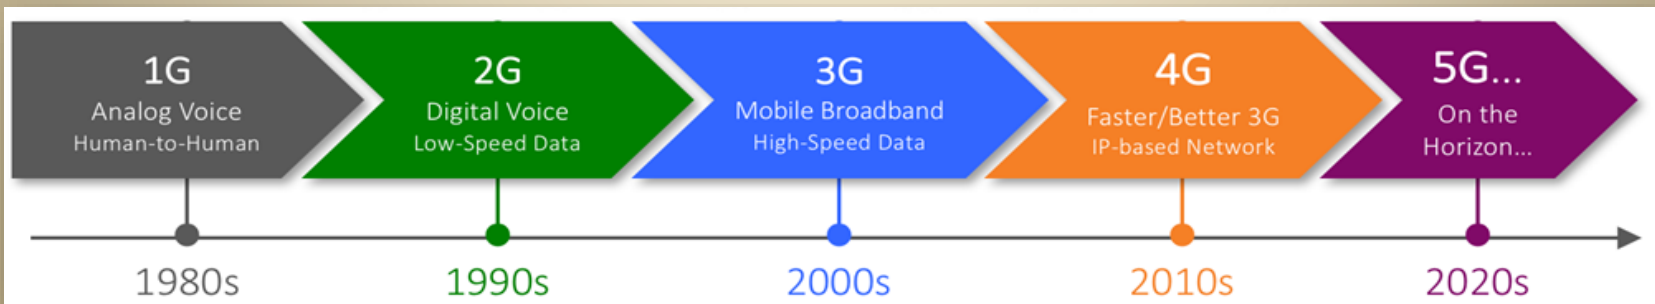 1G
Analog Voice
Human-to-Human
2G
Digital Voice
Low-Speed Data
3G
Mobile Broadband
High-Speed Data
4G
Faster/Better 3G
IP-based Network
5G...
On the
Horizon...
1980s
1990s
2000s
2010s
2020s